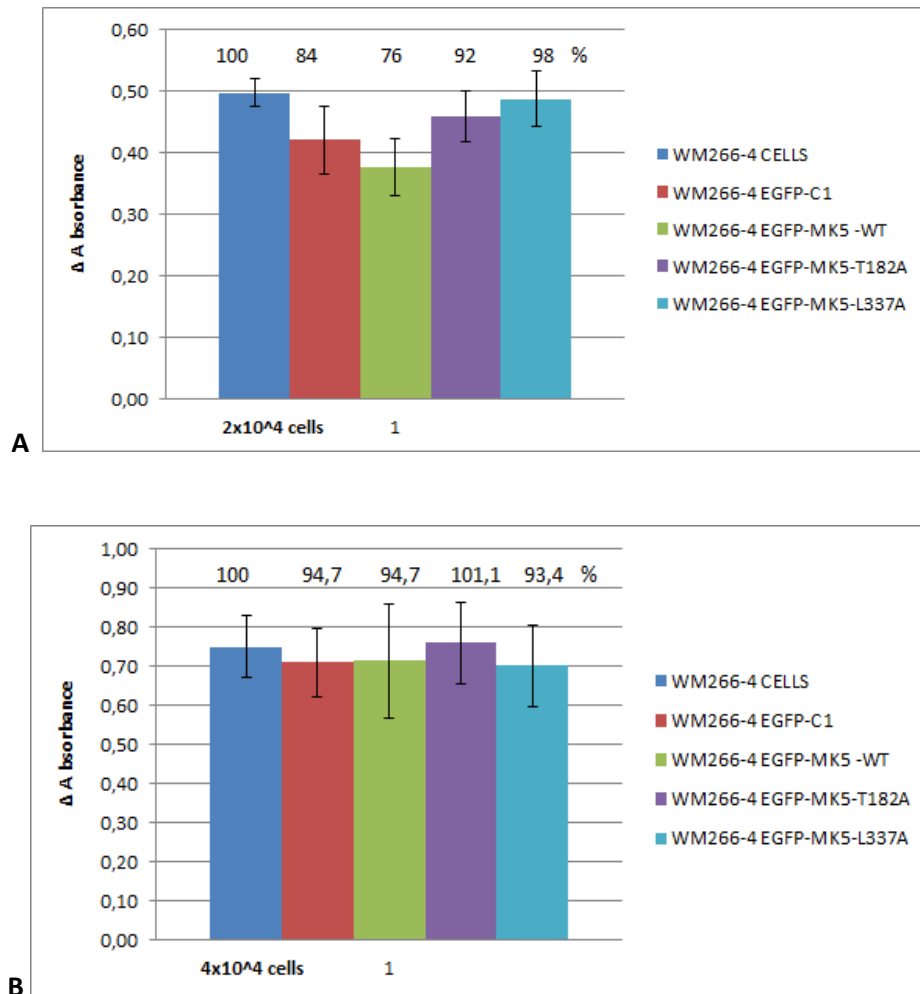 0,60
100 84 76 92 98 %
0,50
0,40
0,30
0,20
0,10
0,00
Δ A bsorbance
2x10^4 cells 1
WM266-4 CELLS
WM266-4 EGFP-C1
WM266-4 EGFP-MK5 -WT
WM266-4 EGFP-MK5-T182A
WM266-4 EGFP-MK5-L337A
A
1,00
100 94,7 94,7 101,1 93,4 %
0,90
0,80
0,70
0,60
0,50
0,40
0,30
0,20
0,10
0,00
Δ A bsorbance
4x10^4 cells 1
WM266-4 CELLS
WM266-4 EGFP-C1
WM266-4 EGFP-MK5 -WT
WM266-4 EGFP-MK5-T182A
WM266-4 EGFP-MK5-L337A
B